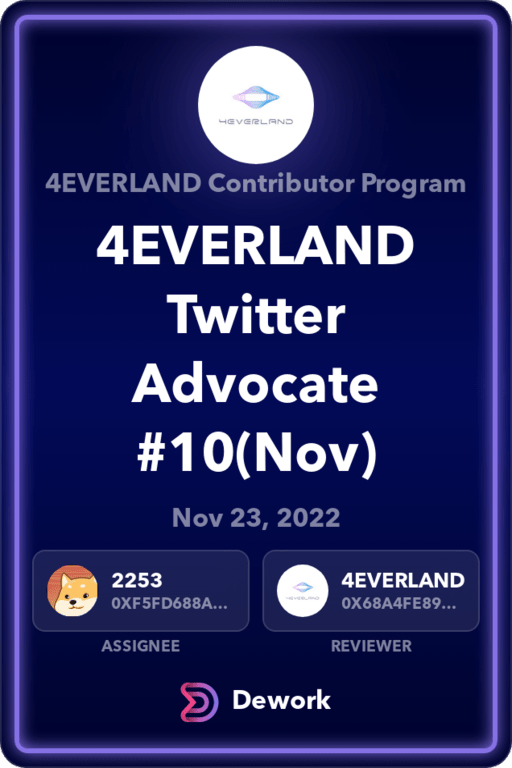 4EVERLAND
4EVERLAND Contributor Program
4EVERLAND
Twitter
Advocate
#10(Nov)
Nov 23, 2022
2253
0XF5FD688A...
ASSIGNEE
4EVERLAND
4EVERLAND
0X68A4FE89...
REVIEWER
Dework